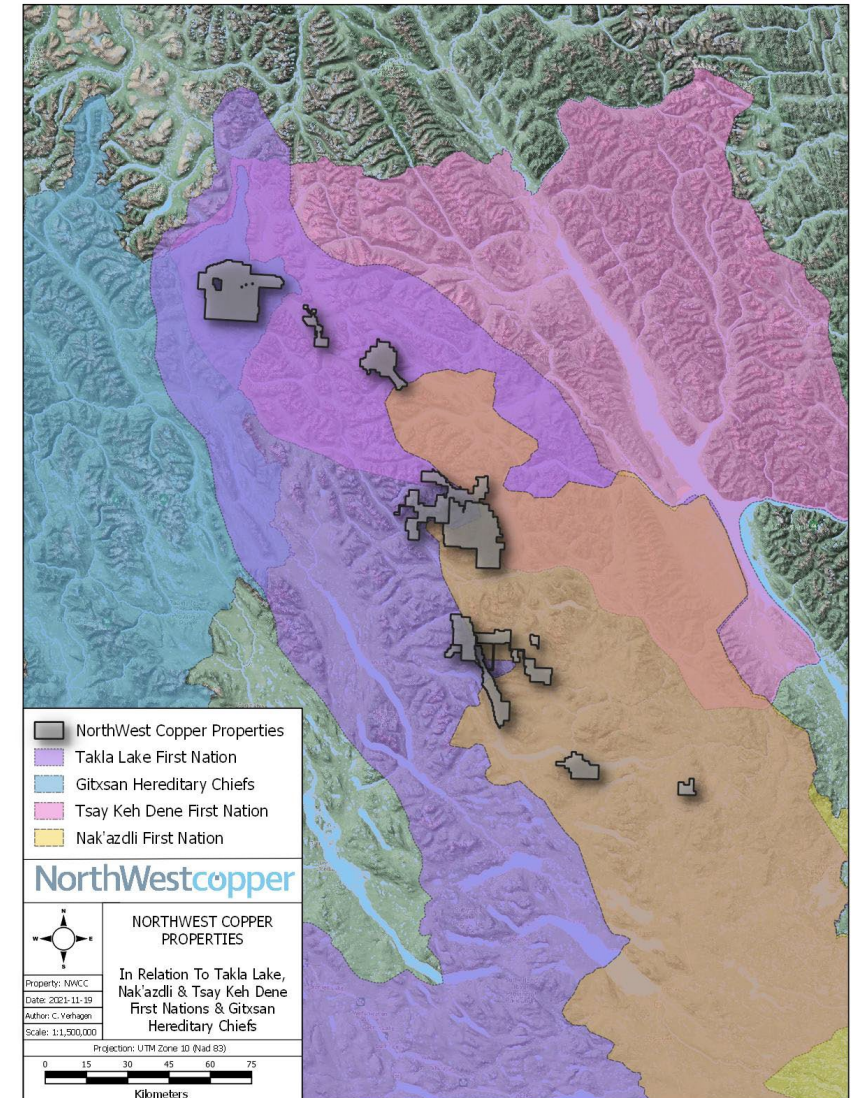 NorthWest Copper Properties
Takla Lake First Nation
Gitxsan Hereditary Chiefs
Tsay Keh Dene First Nation
Nak'azdli First Nation
NorthWestcopper
N
W E
S
NORTHWEST COPPER
PROPERTIES
In Relation To Takla Lake,
Nak'azdli & Tsay Keh Dene
First Nations & Gitxsan
Hereditary Chiefs
Property: NWCC
Date: 2021-11-19
Author: C. Verhagen
Scale: 1:1,500,000
Projection: UTM Zone 10 (Nad 83)
0 15 30 45 60 75
Kilometers